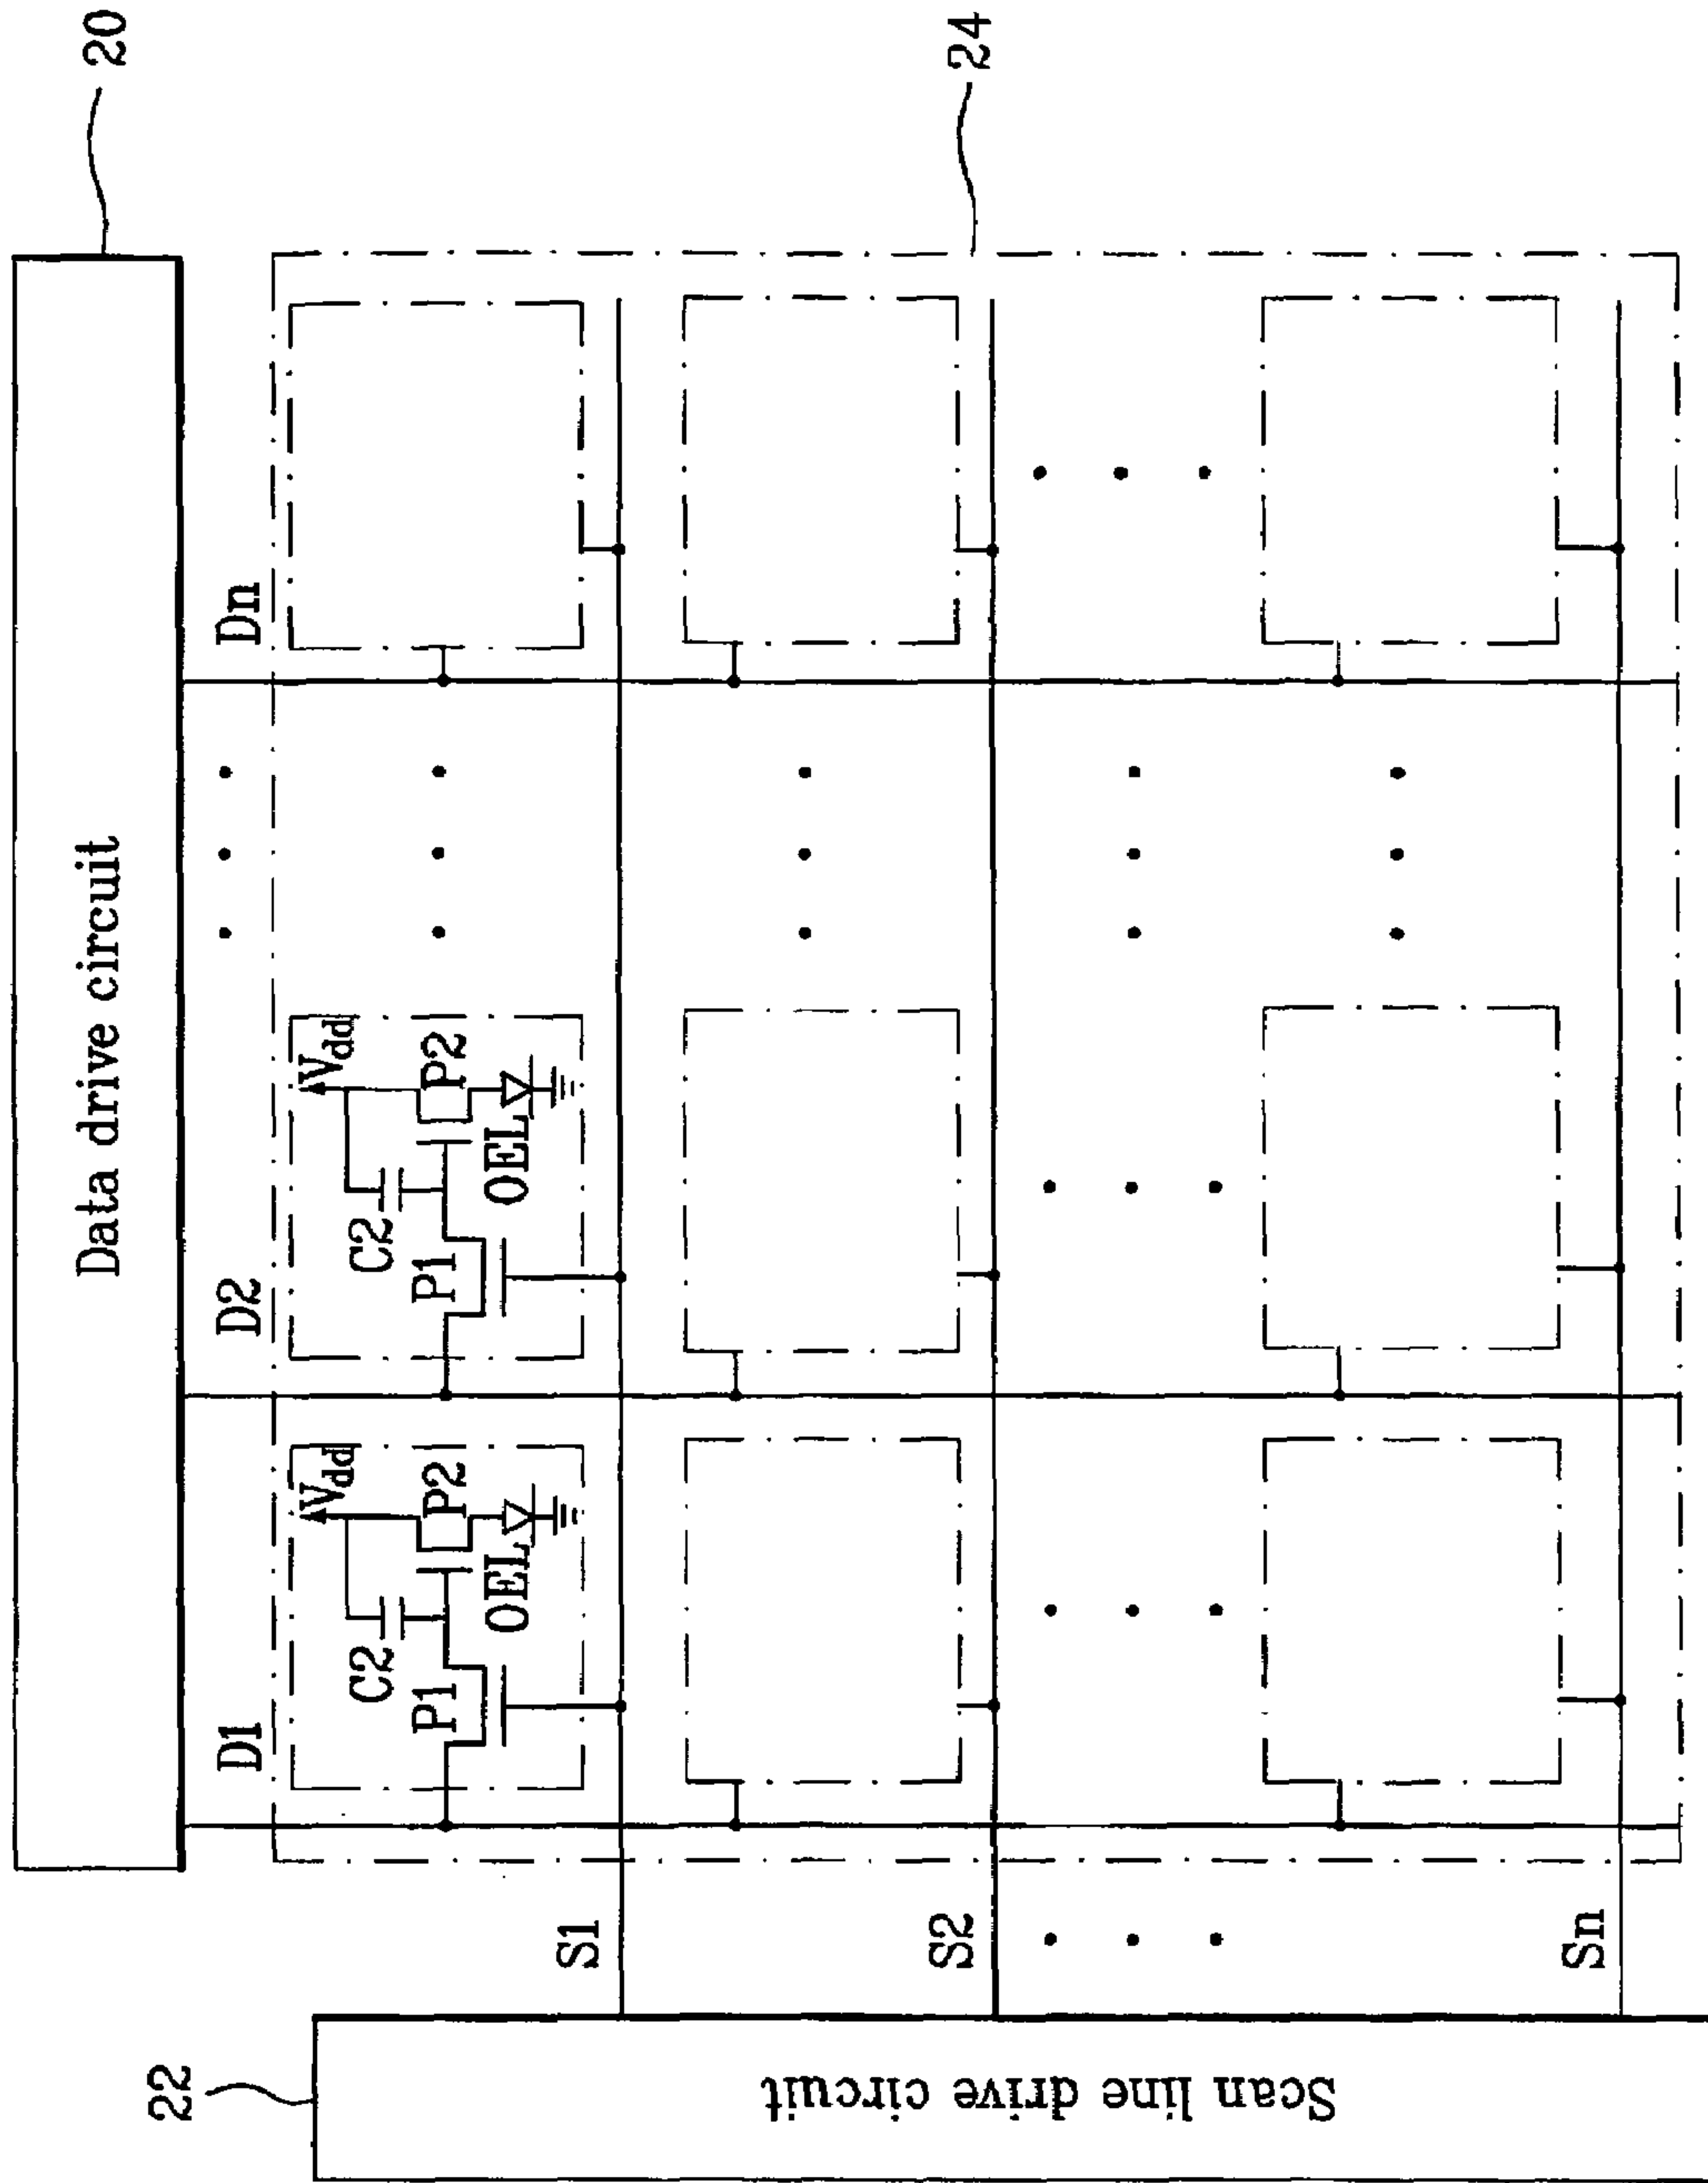 Data drive circuit
20
D1
D2
Dn
Vdd
C2
P1
P2
OEL
Vdd
C2
P1
P2
OEL
24
22
Scan line drive circuit
S1
S2
Sn